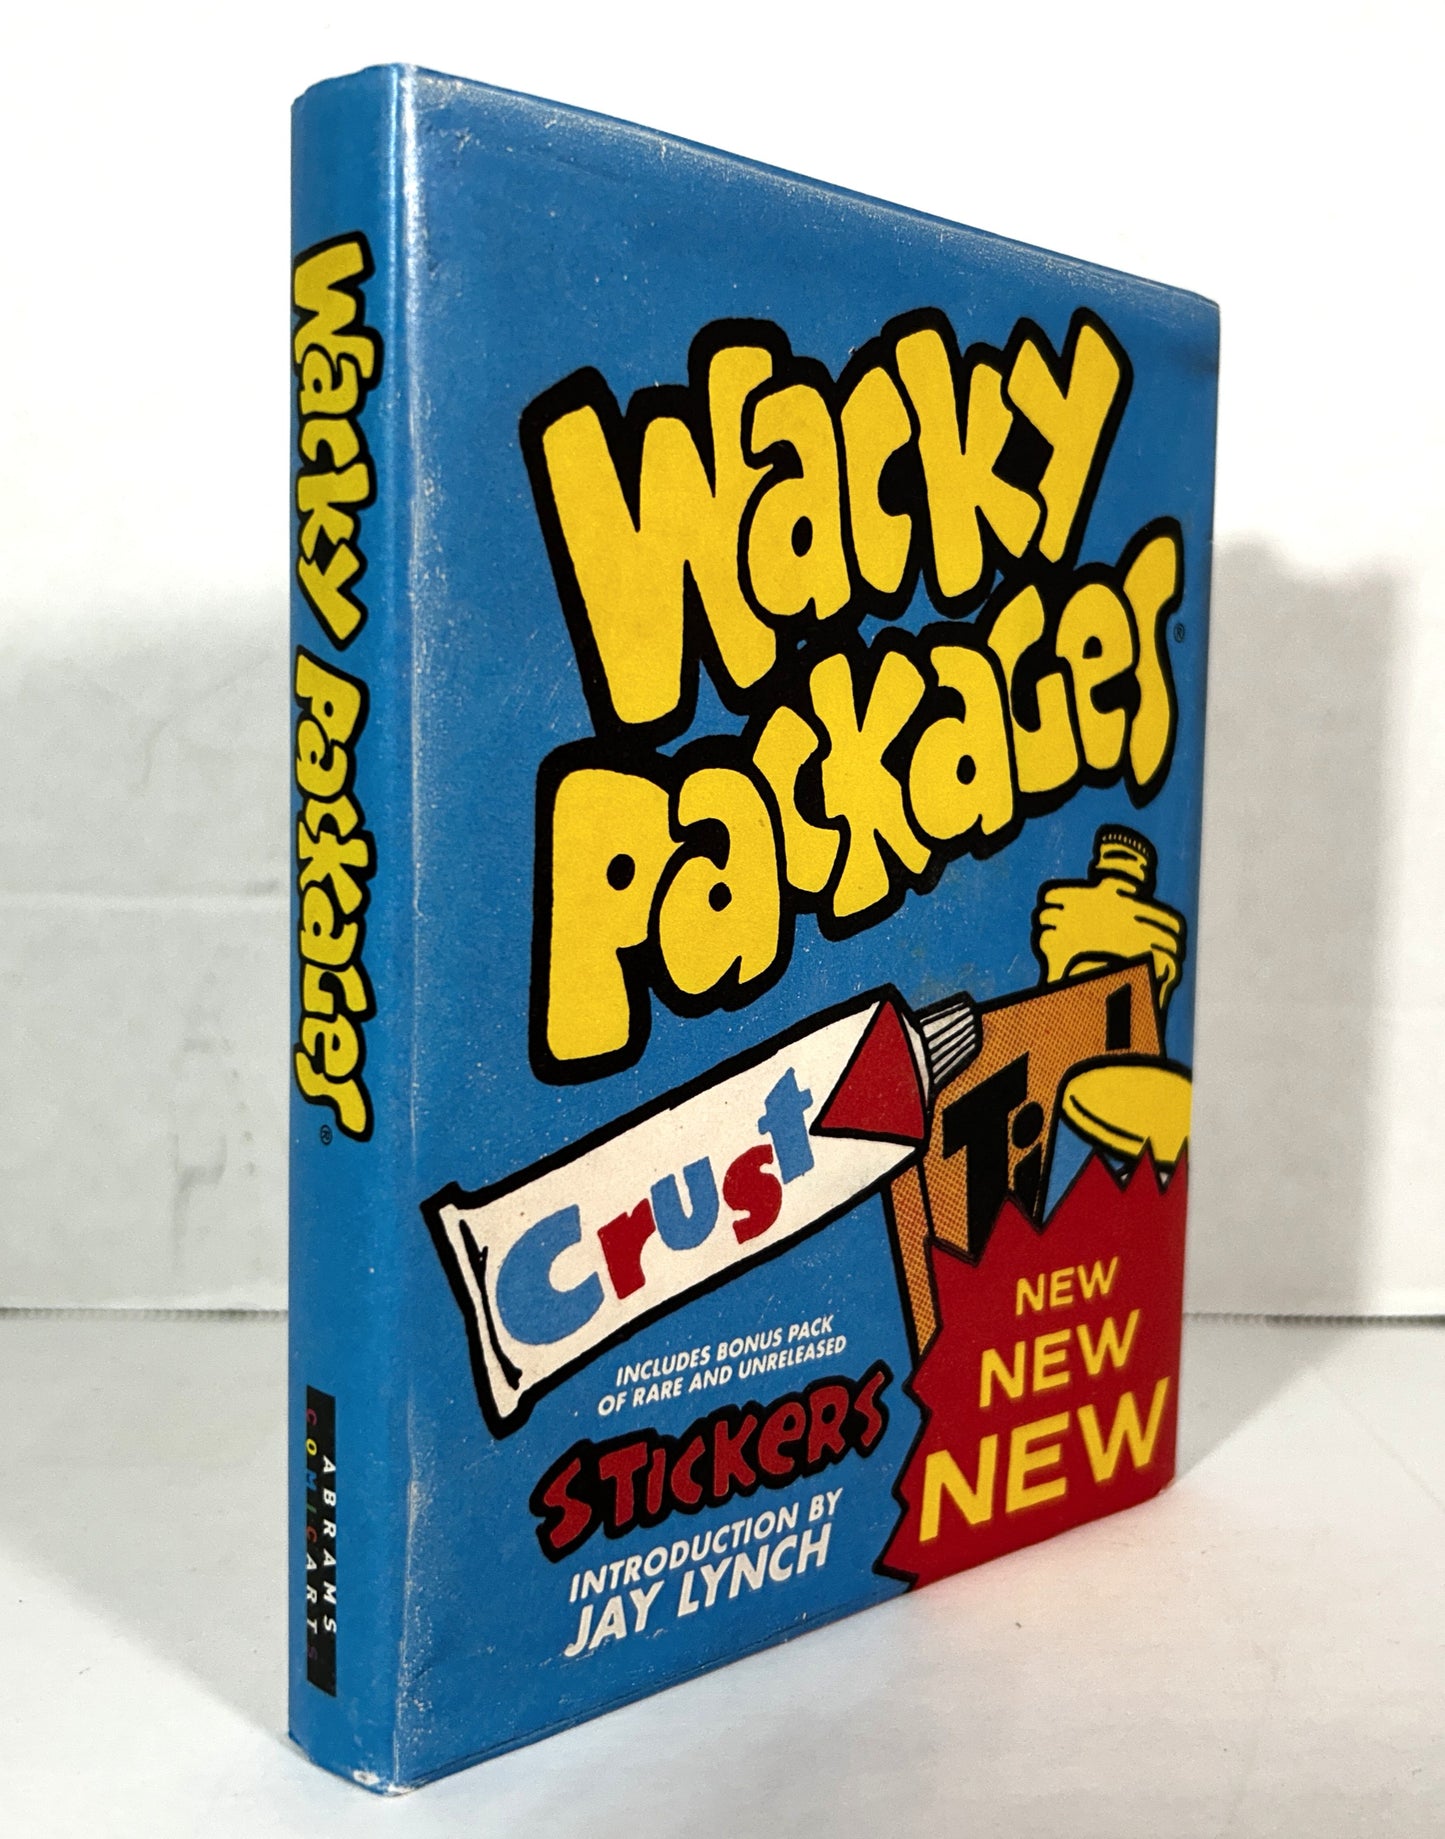 Wacky Packages®
ABRAMS
COMICARTS
Wacky
Packages®
Crust
Ti
INCLUDES BONUS PACK
OF RARE AND UNRELEASED
STICKERS
INTRODUCTION BY
JAY LYNCH
NEW
NEW
NEW